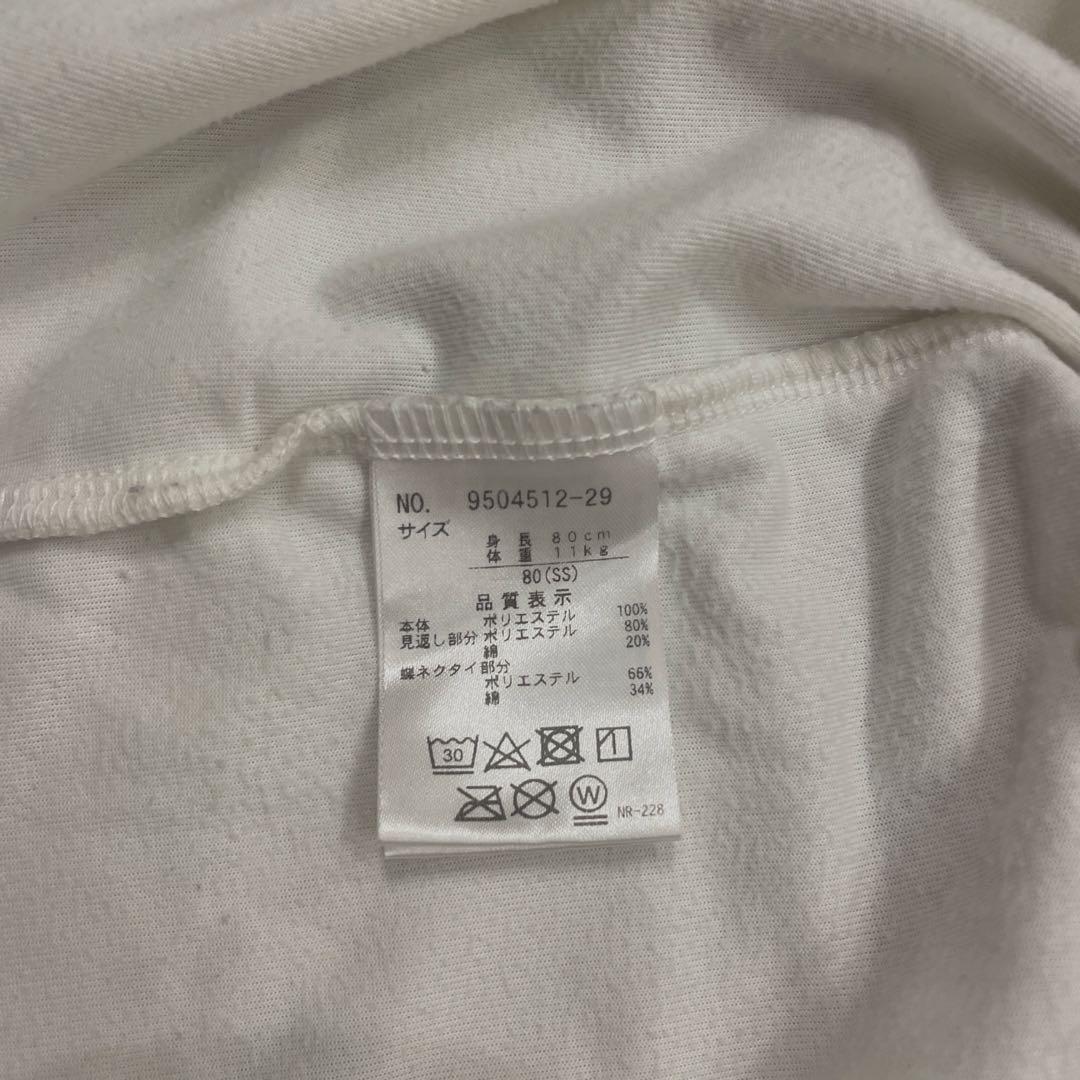 NO. 9504512-29
サイズ
身長 80cm
体重 11kg
80(SS)
品質表示
本体 ポリエステル 100%
見返し部分 ポリエステル 80%
綿 20%
蝶ネクタイ部分
ポリエステル 66%
綿 34%
30
W
NR-228